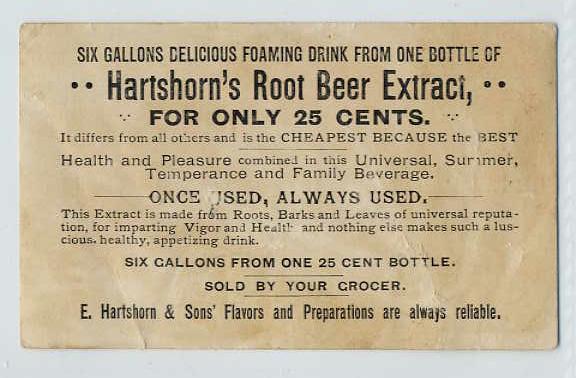 SIX GALLONS DELICIOUS FOAMING DRINK FROM ONE BOTTLE OF
Hartshorn's Root Beer Extract,
FOR ONLY 25 CENTS.
It differs from all others and is the CHEAPEST BECAUSE the BEST
Health and Pleasure combined in this Universal, Summer,
Temperance and Family Beverage.
ONCE USED, ALWAYS USED.
This Extract is made from Roots, Barks and Leaves of universal reputa-
tion, for imparting Vigor and Health and nothing else makes such a lus-
cious, healthy, appetizing drink.
SIX GALLONS FROM ONE 25 CENT BOTTLE.
SOLD BY YOUR GROCER.
E. Hartshorn & Sons' Flavors and Preparations are always reliable.